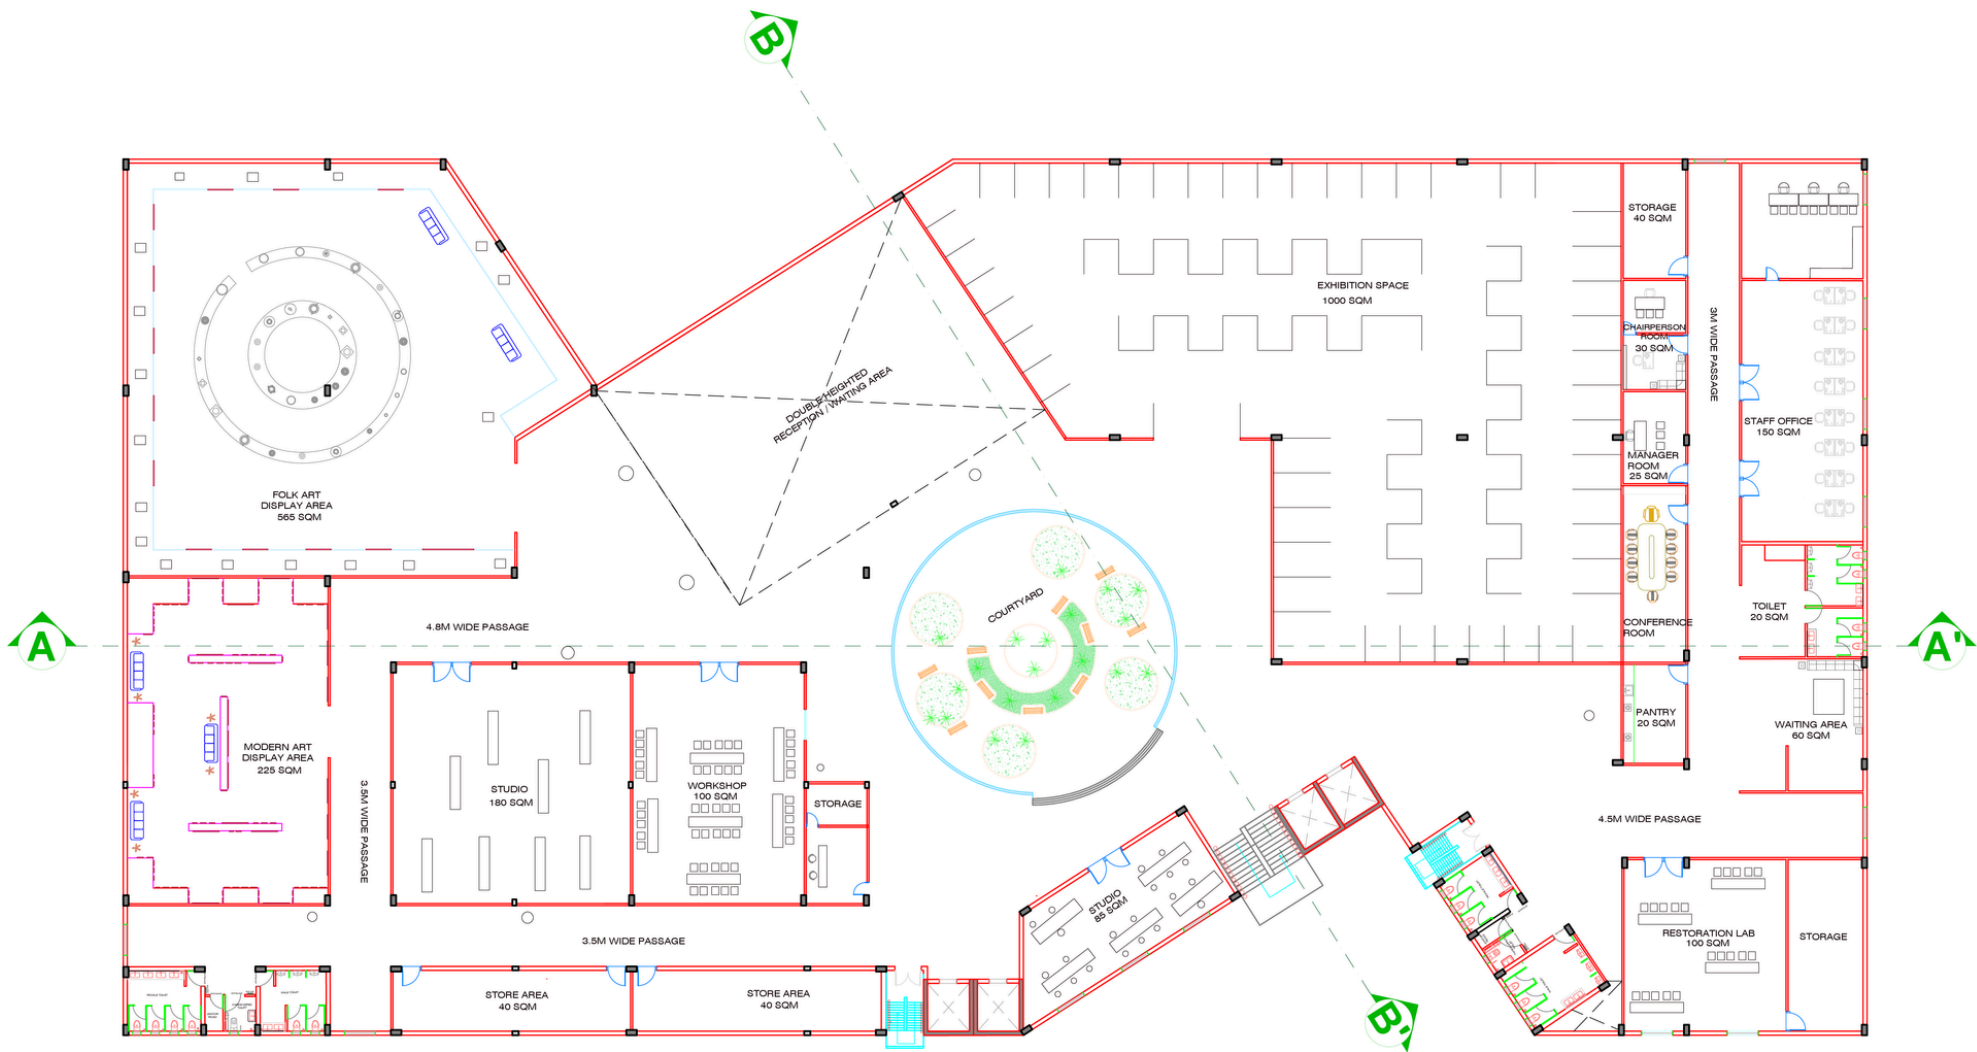 B
STORAGE
40 SQM
EXHIBITION SPACE
1000 SQM
CHAIRPERSON
ROOM
30 SQM
3M WIDE PASSAGE
DOUBLE HEIGHTED
RECEPTION / WAITING AREA
STAFF OFFICE
150 SQM
MANAGER
ROOM
25 SQM
FOLK ART
DISPLAY AREA
565 SQM
COURTYARD
TOILET
20 SQM
CONFERENCE
ROOM
4.8M WIDE PASSAGE
A
A'
PANTRY
20 SQM
WAITING AREA
60 SQM
MODERN ART
DISPLAY AREA
225 SQM
3.5M WIDE PASSAGE
STUDIO
180 SQM
WORKSHOP
100 SQM
STORAGE
4.5M WIDE PASSAGE
STUDIO
85 SQM
3.5M WIDE PASSAGE
RESTORATION LAB
100 SQM
STORAGE
STORE AREA
40 SQM
STORE AREA
40 SQM
B'